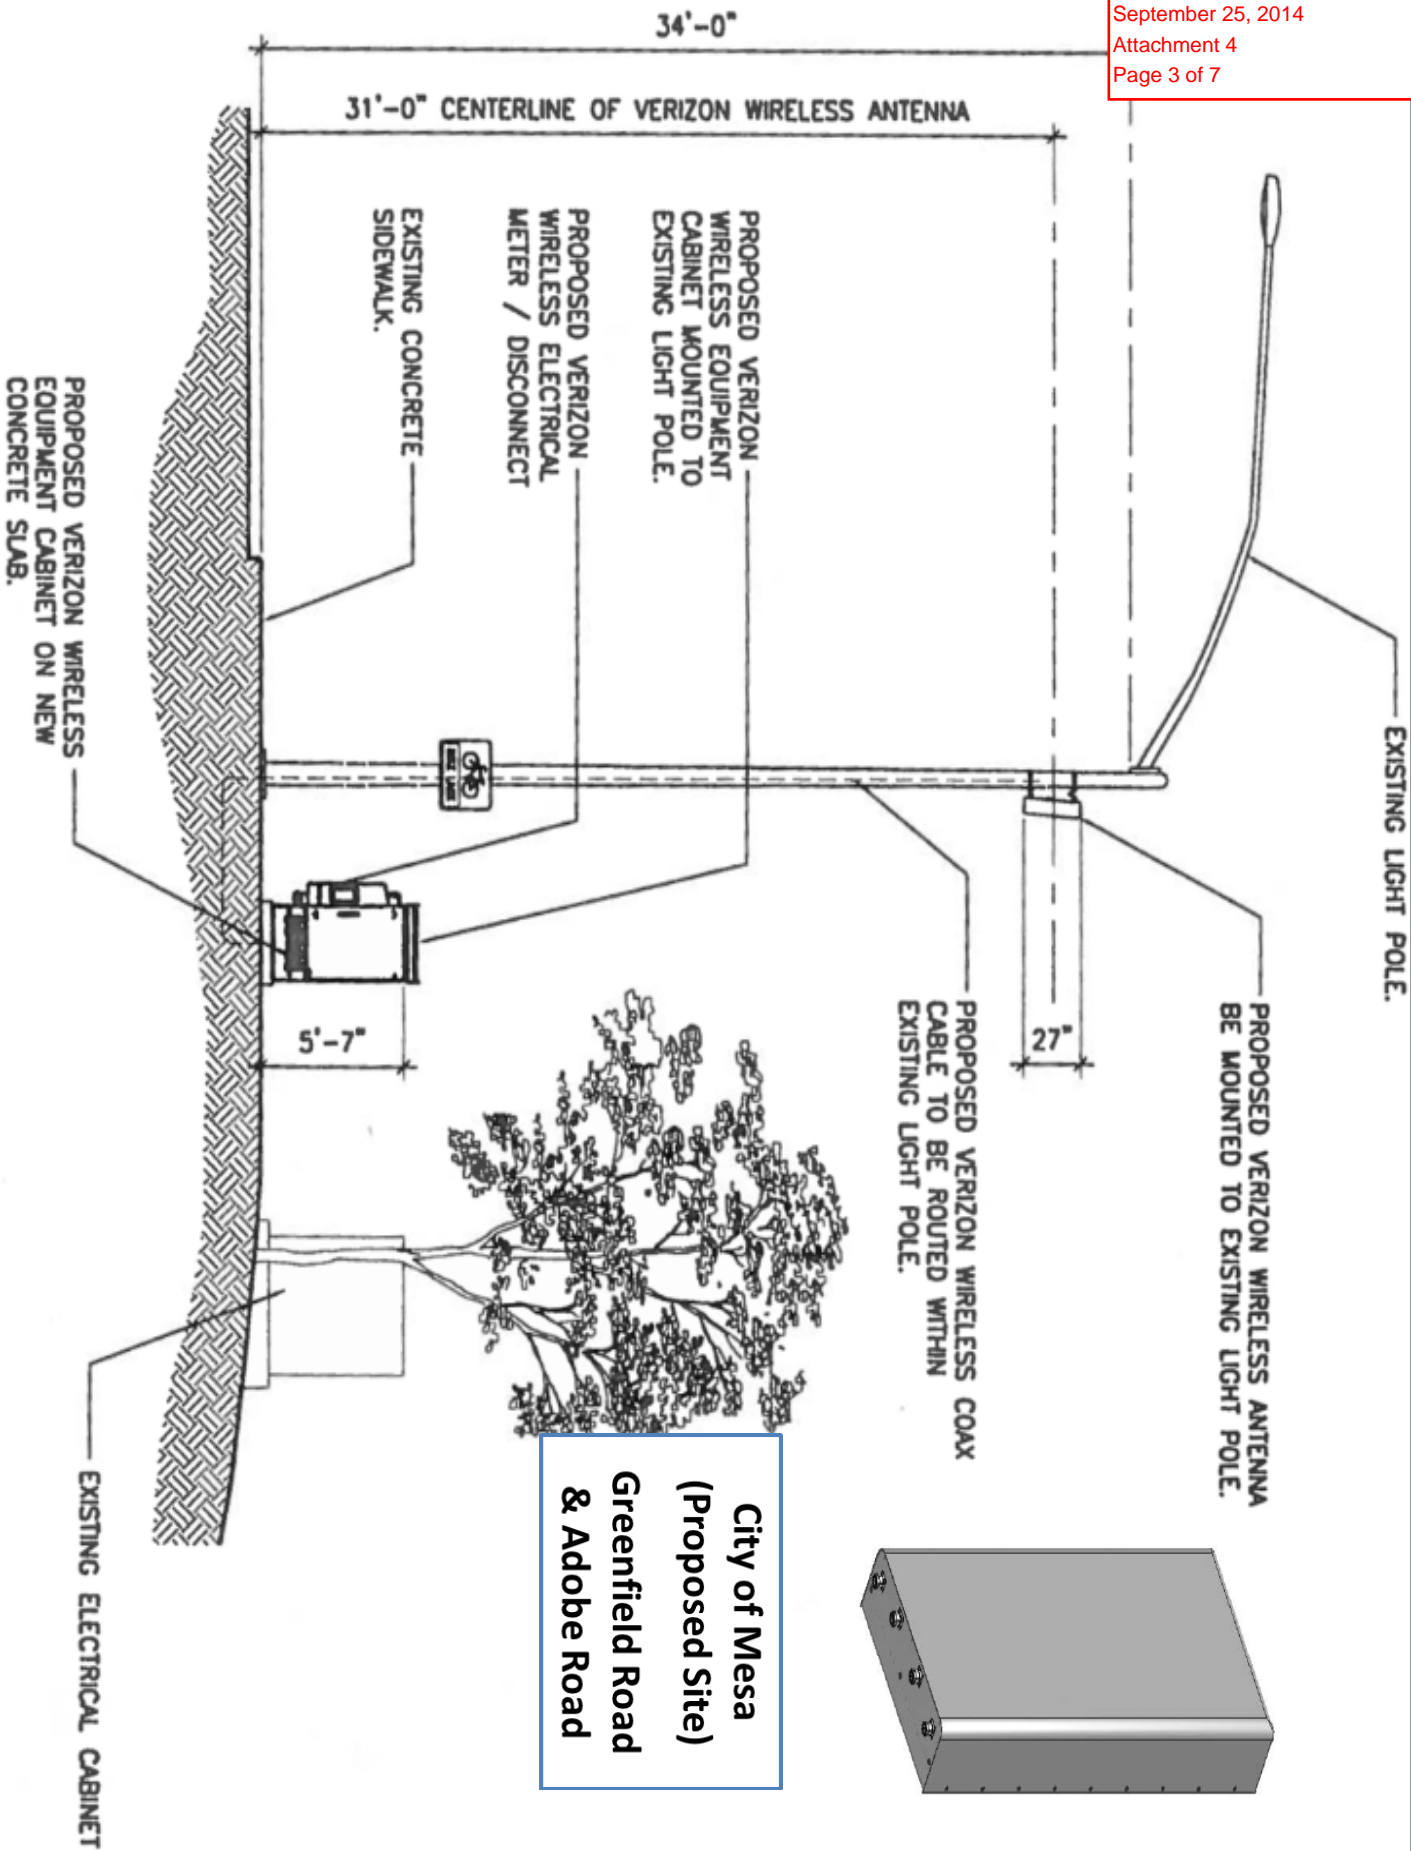 September 25, 2014
Attachment 4
Page 3 of 7
34'-0"
31'-0" CENTERLINE OF VERIZON WIRELESS ANTENNA
EXISTING LIGHT POLE.
PROPOSED VERIZON WIRELESS ANTENNA
BE MOUNTED TO EXISTING LIGHT POLE.
27"
PROPOSED VERIZON WIRELESS COAX
CABLE TO BE ROUTED WITHIN
EXISTING LIGHT POLE.
PROPOSED VERIZON
WIRELESS EQUIPMENT
CABINET MOUNTED TO
EXISTING LIGHT POLE.
PROPOSED VERIZON
WIRELESS ELECTRICAL
METER / DISCONNECT
EXISTING CONCRETE
SIDEWALK.
BIKE LANE
5'-7"
PROPOSED VERIZON WIRELESS
EQUIPMENT CABINET ON NEW
CONCRETE SLAB.
EXISTING ELECTRICAL CABINET
City of Mesa
(Proposed Site)
Greenfield Road
& Adobe Road